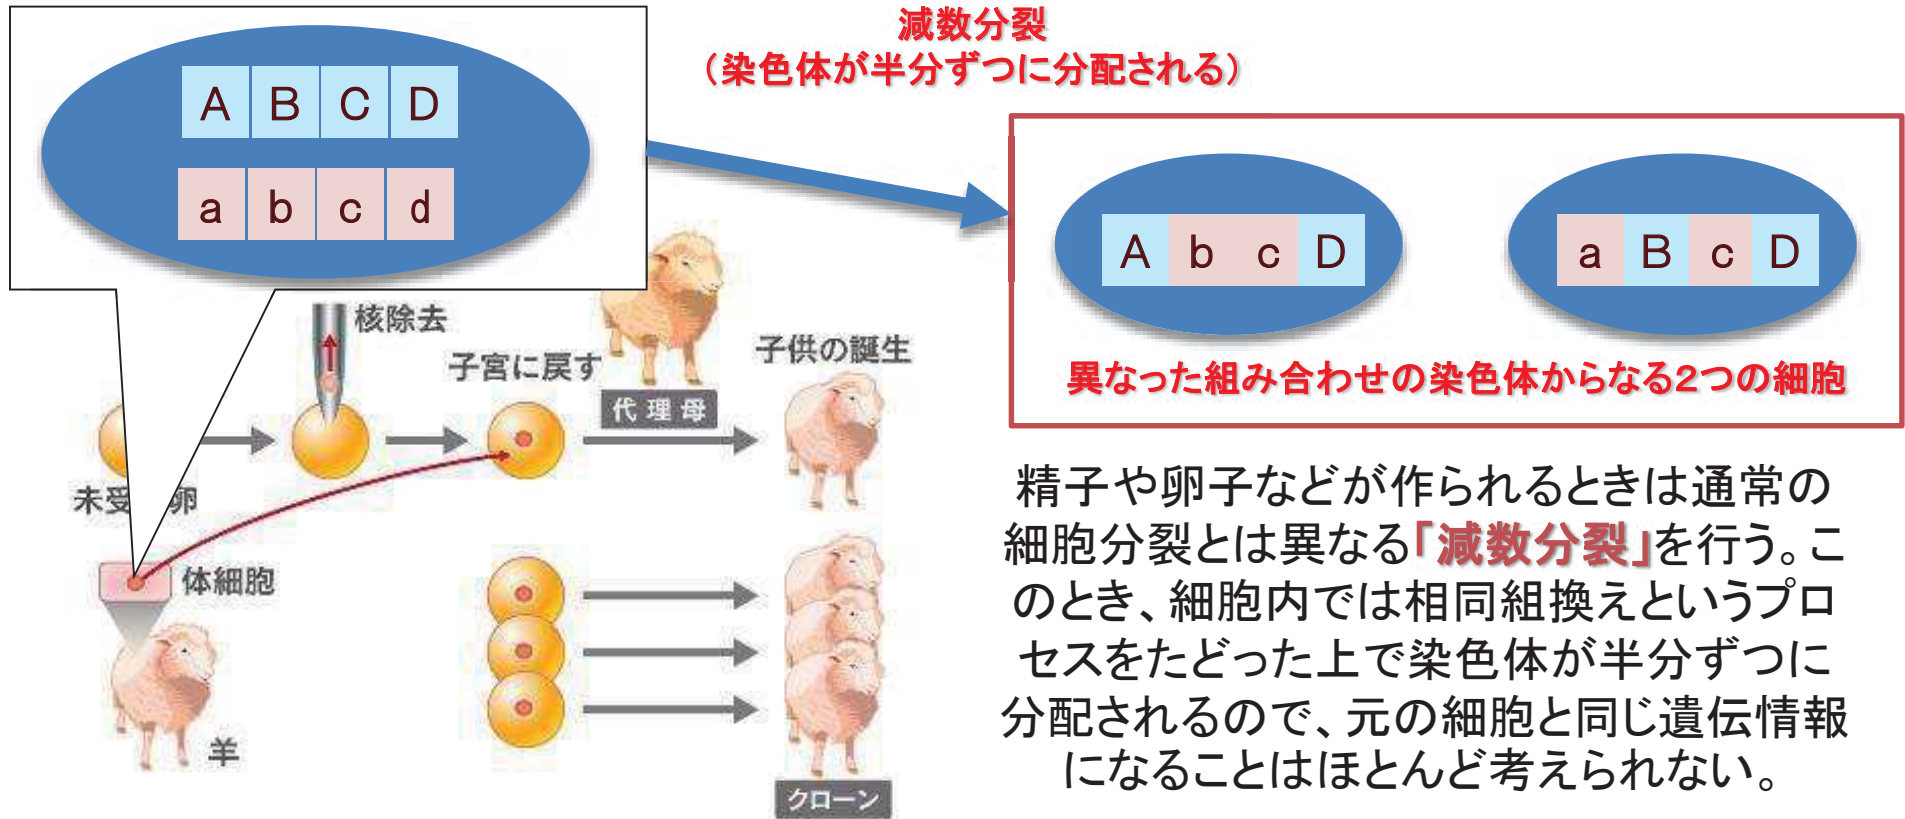 減数分裂
（染色体が半分ずつに分配される）
A B C D
a b c d
A b c D
a B c D
異なった組み合わせの染色体からなる2つの細胞
核除去
子宮に戻す
代理母
子供の誕生
未受 卵
体細胞
羊
クローン
精子や卵子などが作られるときは通常の
細胞分裂とは異なる「減数分裂」を行う。こ
のとき、細胞内では相同組換えというプロ
セスをたどった上で染色体が半分ずつに
分配されるので、元の細胞と同じ遺伝情報
になることはほとんど考えられない。